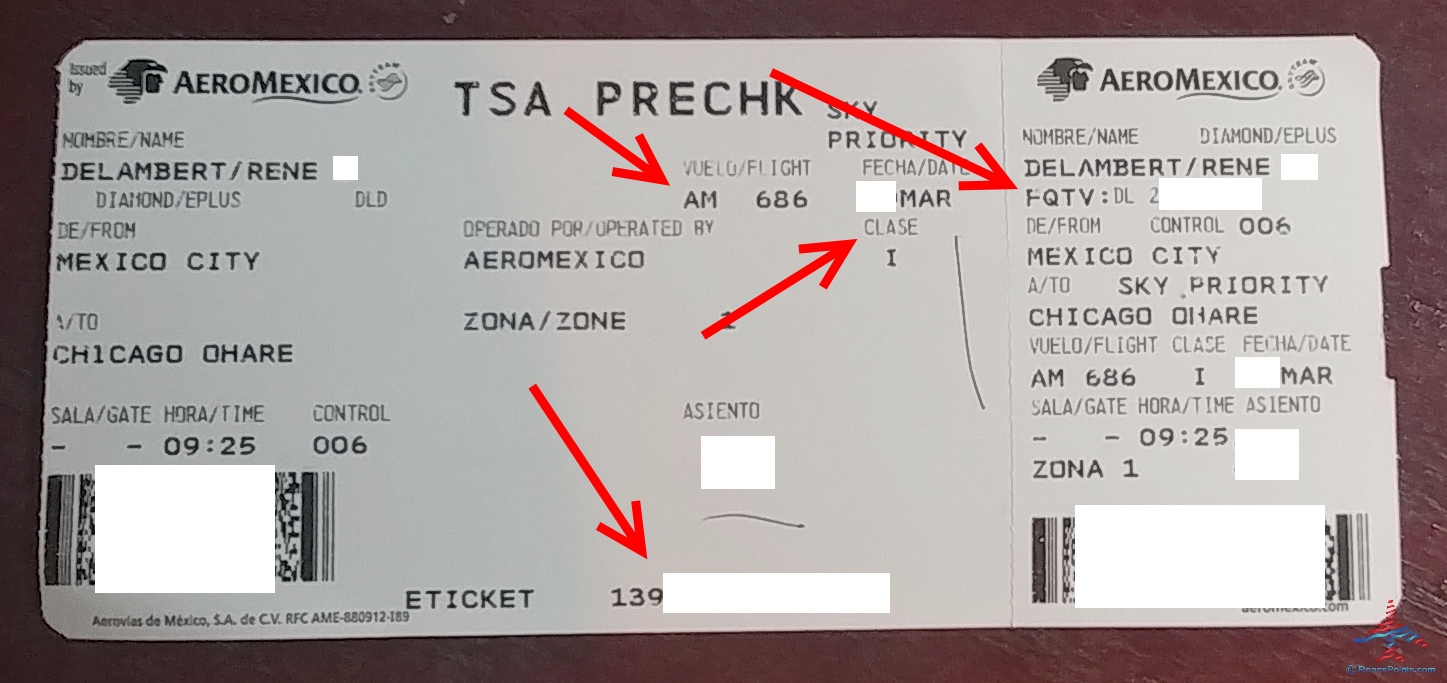 Issued by AEROMEXICO
TSA PRECHK
SKY PRIORITY
NOMBRE/NAME
DELAMBERT/RENE
DIAMOND/EPLUS DLD
VUELO/FLIGHT FECHA/DATE
AM 686 MAR
DE/FROM
MEXICO CITY
OPERADO POR/OPERATED BY
AEROMEXICO
CLASE
I
A/TO
CHICAGO OHARE
ZONA/ZONE 1
SALA/GATE HORA/TIME CONTROL
- - 09:25 006
ASIENTO
ETICKET 139
Aerovías de México, S.A. de C.V. RFC AME-880912-I89
AEROMEXICO
NOMBRE/NAME DIAMOND/EPLUS
DELAMBERT/RENE
FQTV:DL 2
DE/FROM CONTROL 006
MEXICO CITY
A/TO SKY PRIORITY
CHICAGO OHARE
VUELO/FLIGHT CLASE FECHA/DATE
AM 686 I MAR
SALA/GATE HORA/TIME ASIENTO
- - 09:25
ZONA 1
aeromexico.com
© RenesPoints.com